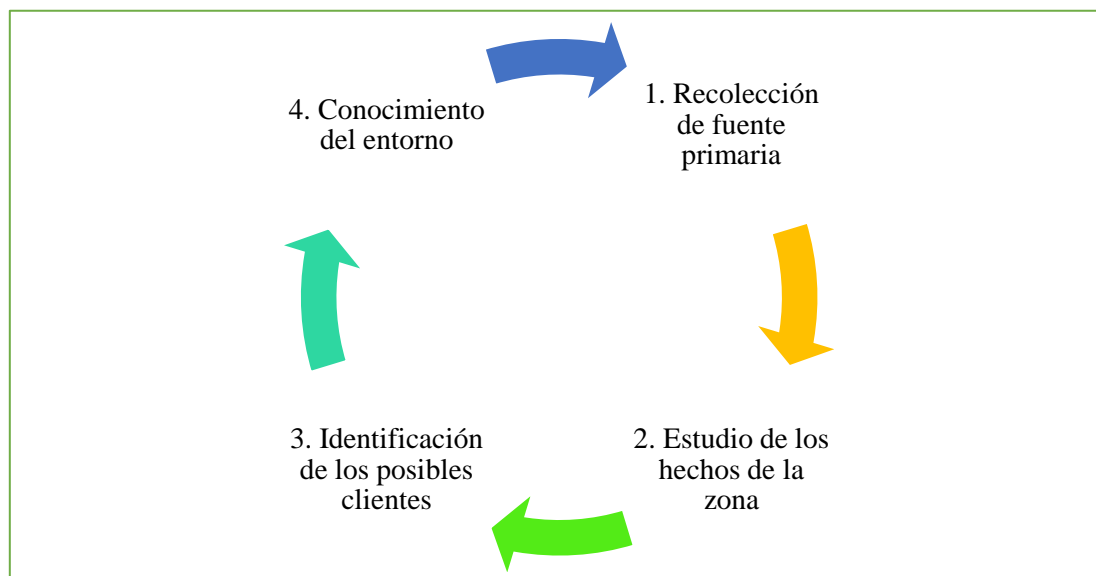 1. Recolección
de fuente
primaria
2. Estudio de los
hechos de la
zona
3. Identificación
de los posibles
clientes
4. Conocimiento
del entorno